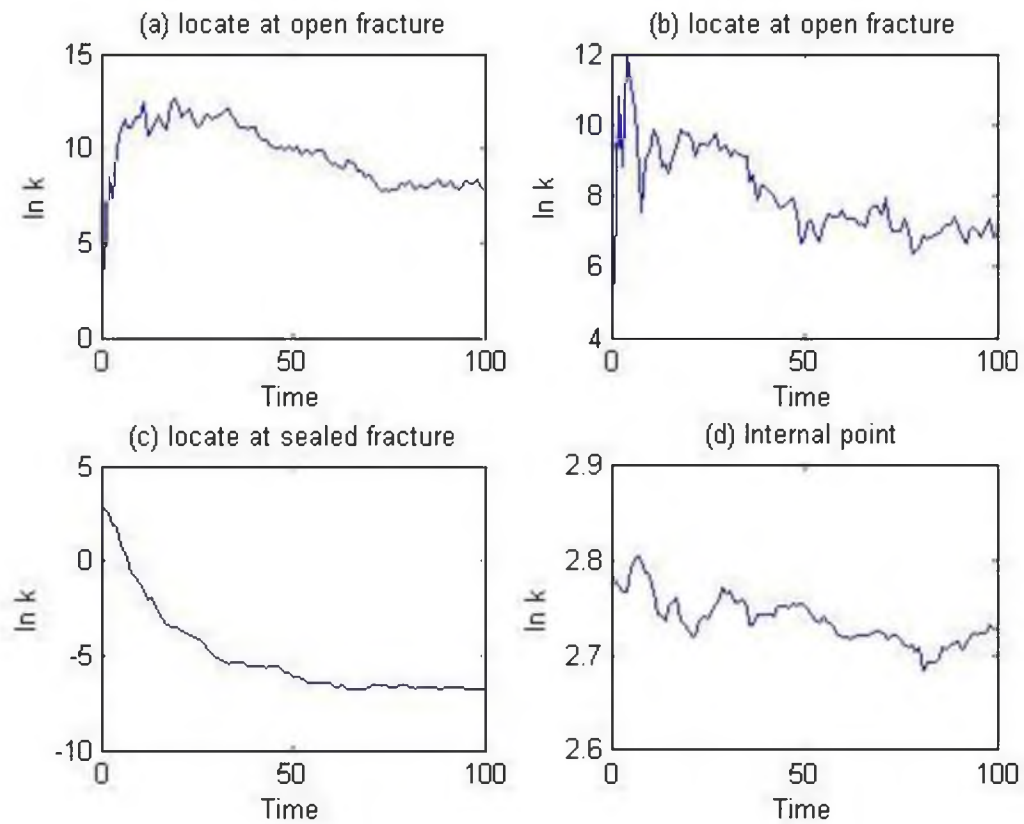 (a) locate at open fracture
15
10
5
0
ln k
0
50
100
Time
(b) locate at open fracture
12
10
8
6
4
ln k
0
50
100
Time
(c) locate at sealed fracture
5
0
-5
-10
ln k
0
50
100
Time
(d) Internal point
2.9
2.8
2.7
2.6
ln k
0
50
100
Time